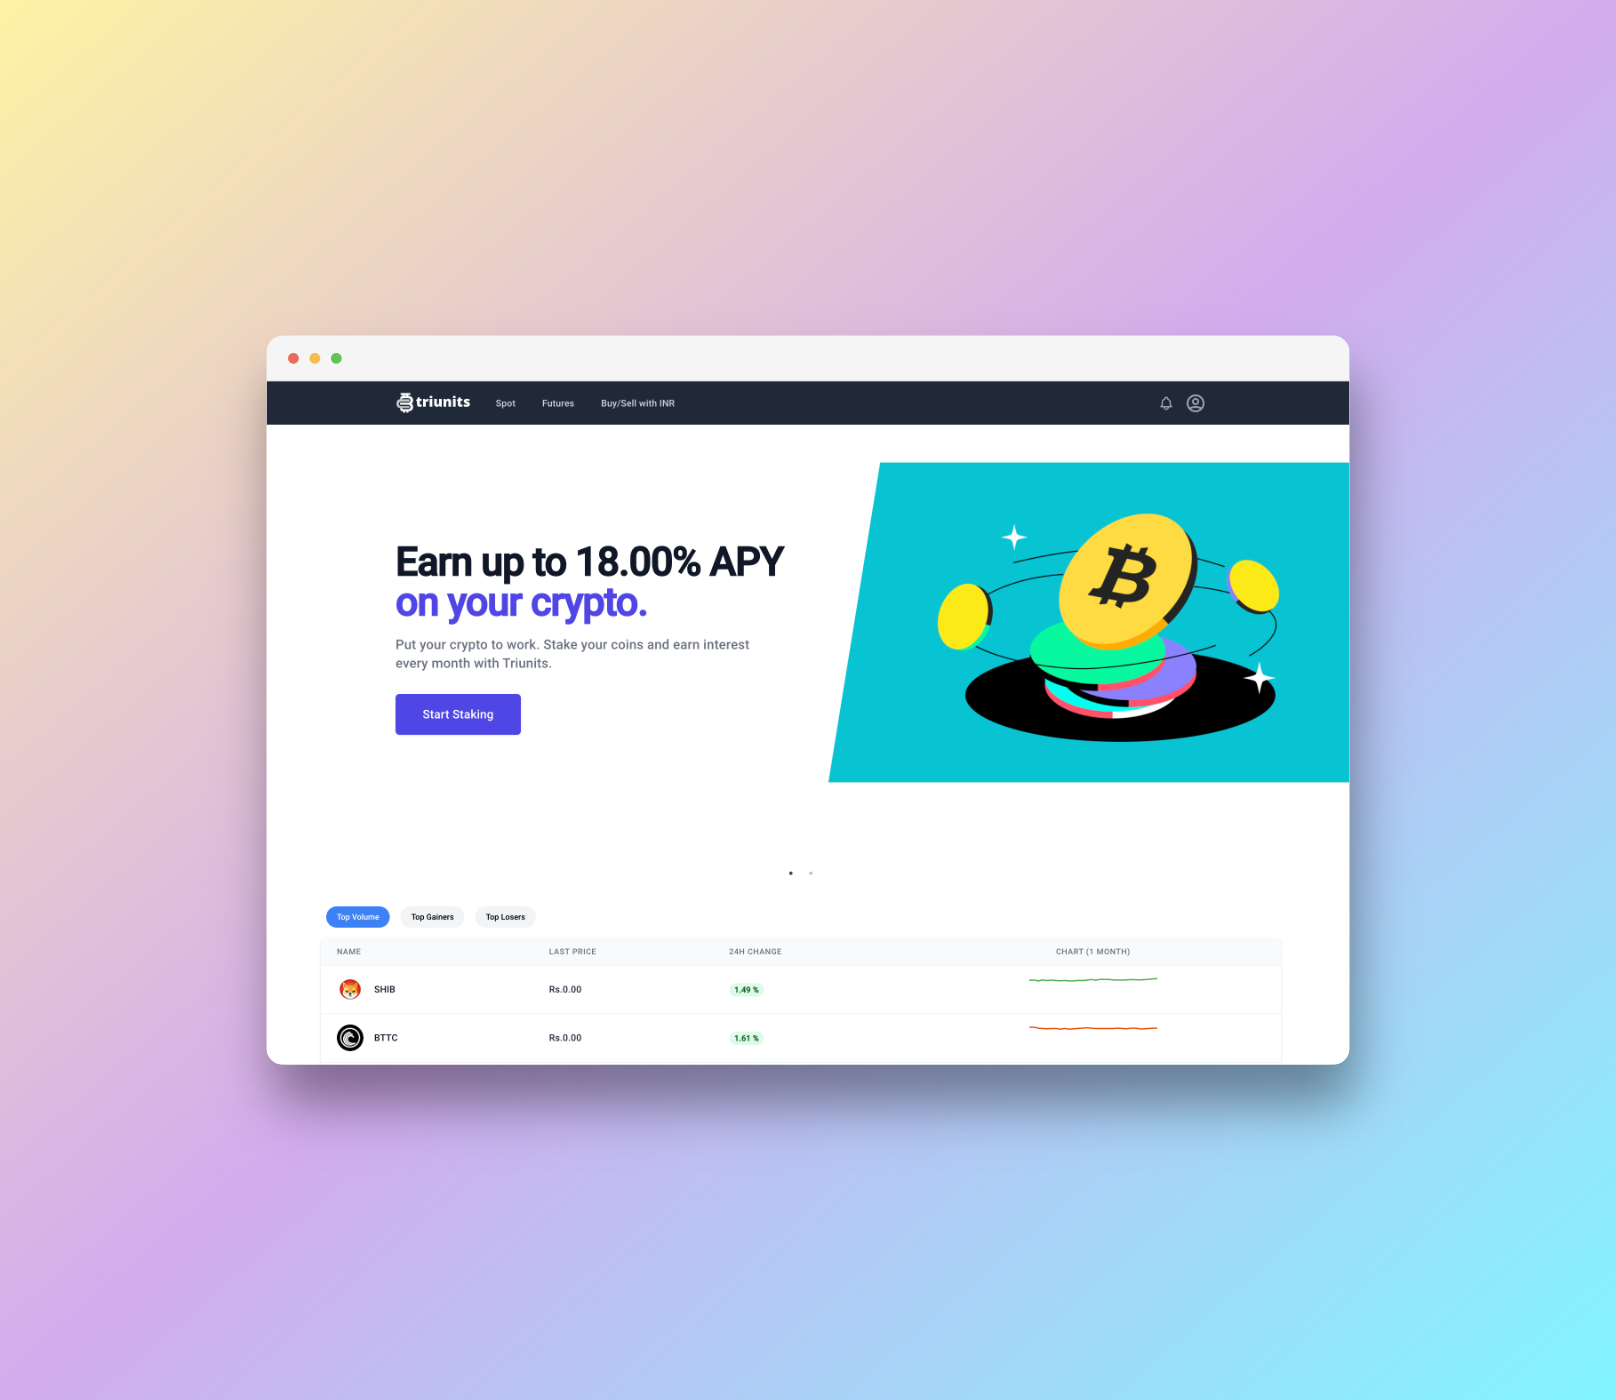 triunits Spot Futures Buy/Sell with INR
Earn up to 18.00% APY
on your crypto.
Put your crypto to work. Stake your coins and earn interest
every month with Triunits.
Start Staking
Top Volume Top Gainers Top Losers
NAME LAST PRICE 24H CHANGE CHART (1 MONTH)
SHIB Rs.0.00 1.49 %
BTTC Rs.0.00 1.61 %